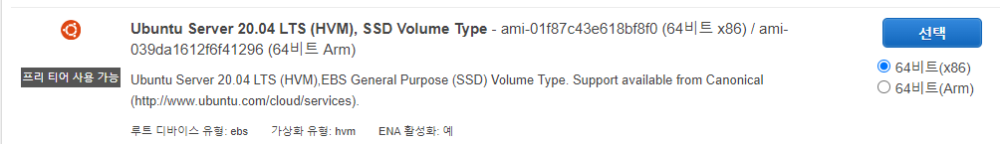 Ubuntu Server 20.04 LTS (HVM), SSD Volume Type - ami-01f87c43e618bf8f0 (64비트 x86) / ami-
039da1612f6f41296 (64비트 Arm)
선택
프리 티어 사용 가능
Ubuntu Server 20.04 LTS (HVM),EBS General Purpose (SSD) Volume Type. Support available from Canonical
(http://www.ubuntu.com/cloud/services).
64비트(x86)
64비트(Arm)
루트 디바이스 유형: ebs 가상화 유형: hvm ENA 활성화: 예